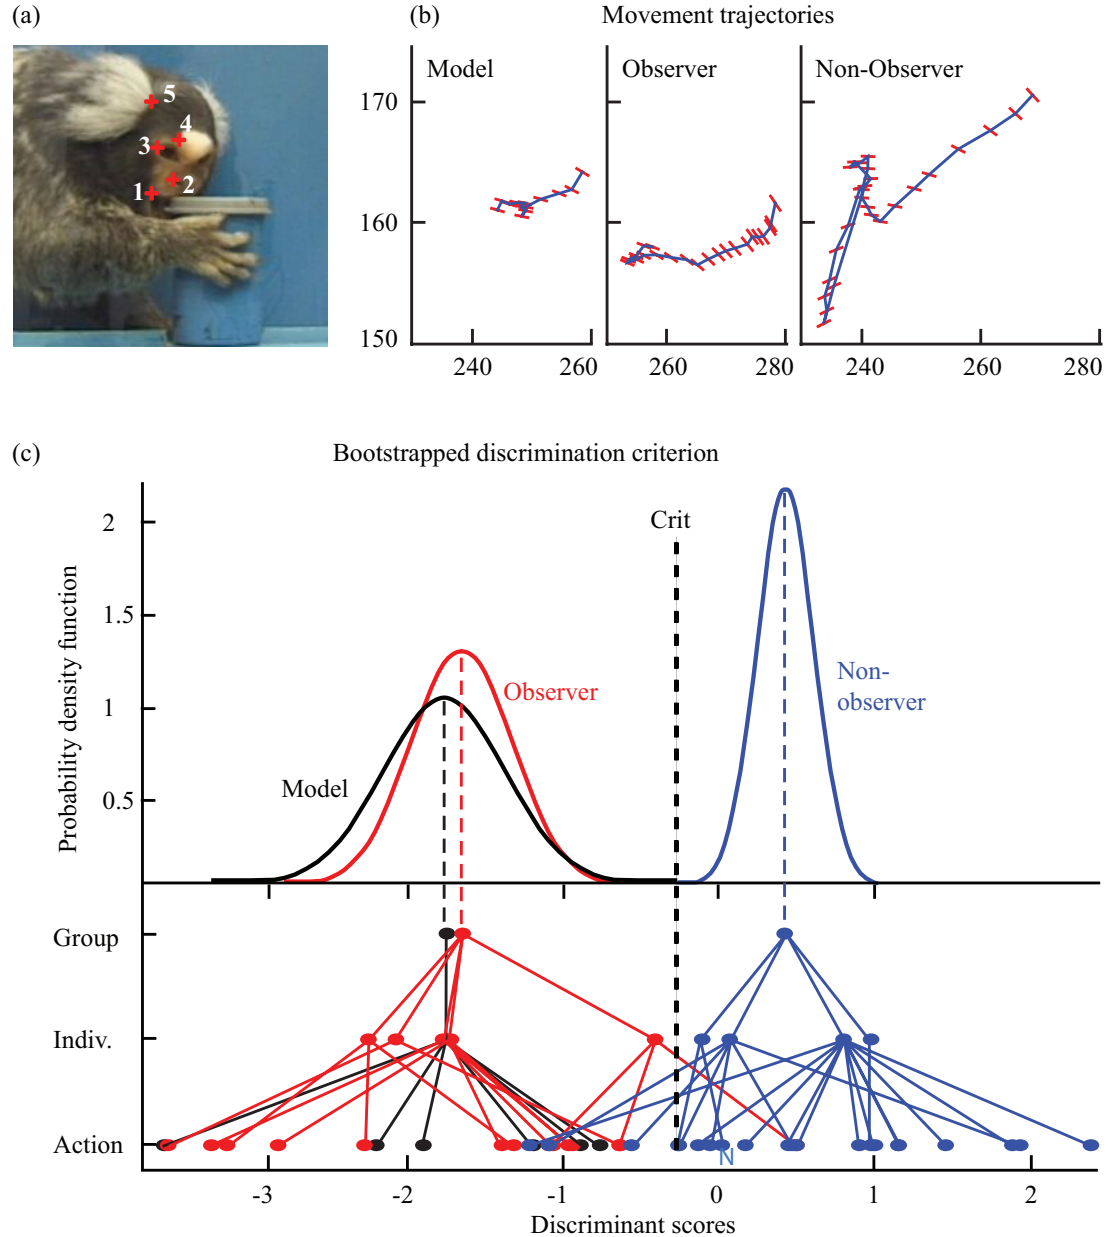 (a)
(b) Movement trajectories
5
4
3
2
1
Model
Observer
Non-Observer
170
160
150
240 260
260 280
240 260 280
(c)
Bootstrapped discrimination criterion
Probability density function
2
1.5
1
0.5
Crit
Observer
Model
Non-
observer
Group
Indiv.
Action
N
-3 -2 -1 0 1 2
Discriminant scores